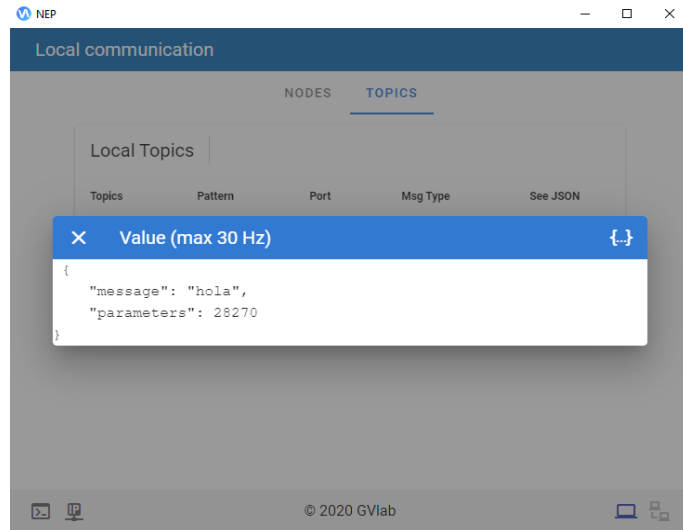 NEP
Local communication
NODES TOPICS
Local Topics
Topics Pattern Port Msg Type See JSON
Value (max 30 Hz) {...}
{
"message": "hola",
"parameters": 28270
}
© 2020 GVlab